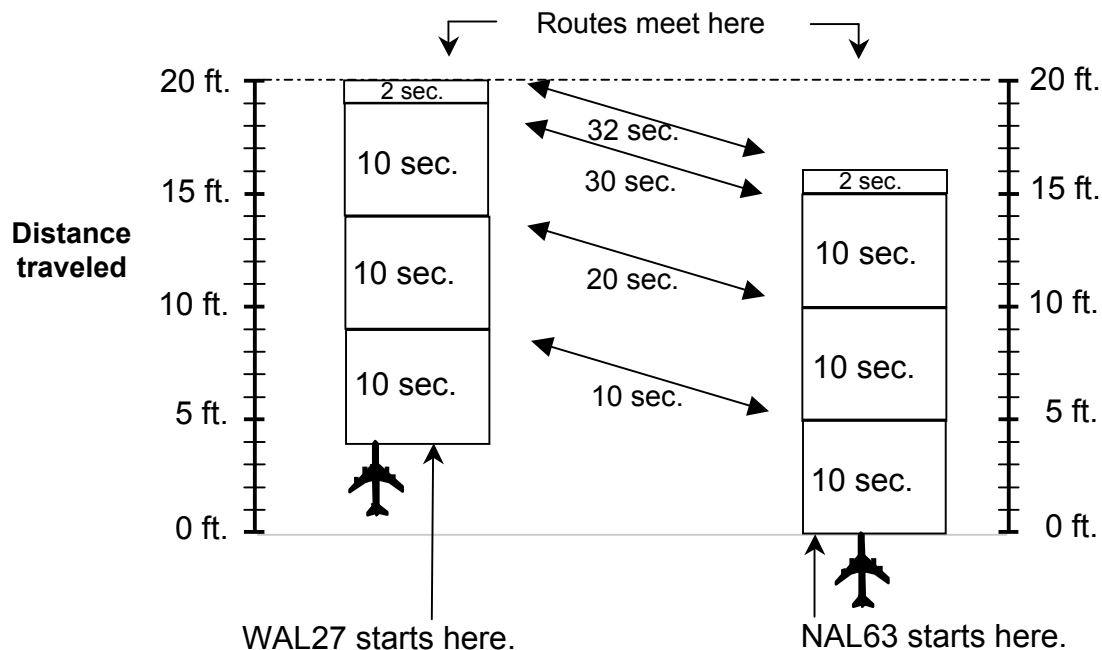 Routes meet here
20 ft.
20 ft.
2 sec.
32 sec.
10 sec.
30 sec.
2 sec.
15 ft.
15 ft.
Distance
traveled
10 sec.
20 sec.
10 sec.
10 ft.
10 ft.
10 sec.
10 sec.
10 sec.
5 ft.
5 ft.
10 sec.
0 ft.
0 ft.
WAL27 starts here.
NAL63 starts here.